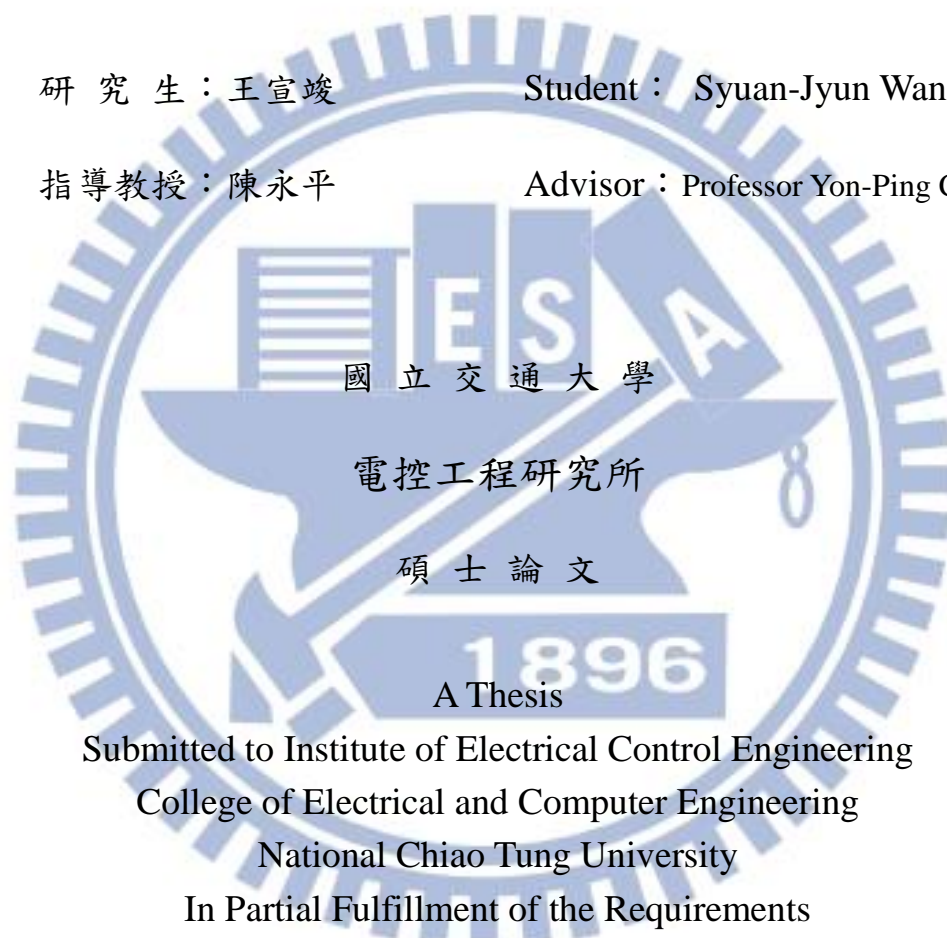 研 究 生：王宣竣 Student： Syuan-Jyun Wan
指導教授：陳永平 Advisor：Professor Yon-Ping
E S A
國 立 交 通 大 學
電控工程研究所
碩 士 論 文
1896
A Thesis
Submitted to Institute of Electrical Control Engineering
College of Electrical and Computer Engineering
National Chiao Tung University
In Partial Fulfillment of the Requirements